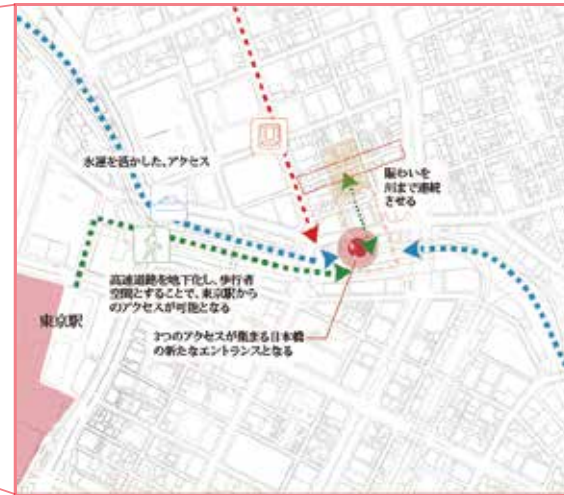 水運を活かした、アクセス
賑わいを
川まで連続
させる
高速道路を地下化し、歩行者
空間とすることで、東京駅から
のアクセスが可能となる
東京駅
3つのアクセスが集まる日本橋
の新たなエントランスとなる